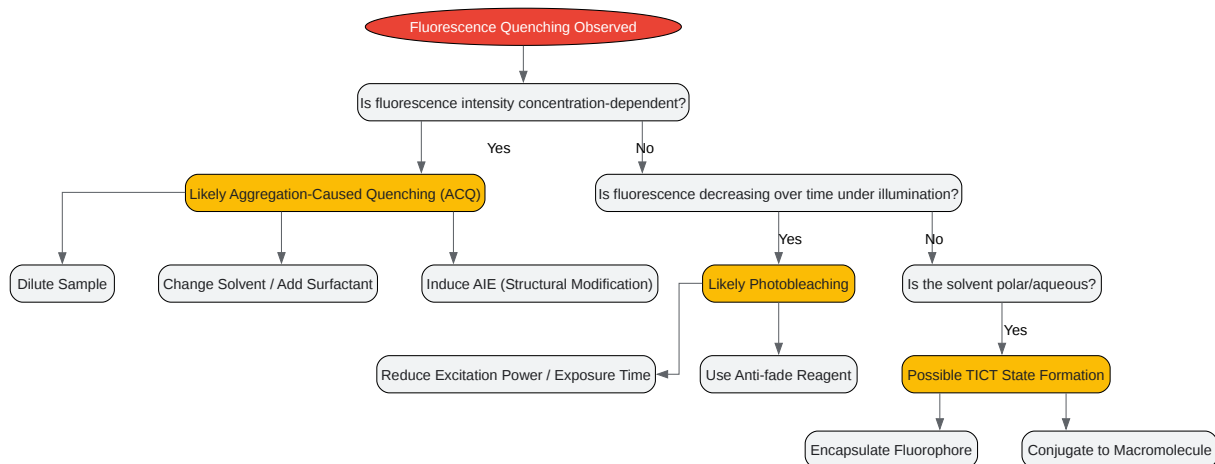 Fluorescence Quenching Observed
Is fluorescence intensity concentration-dependent?
Yes
No
Likely Aggregation-Caused Quenching (ACQ)
Is fluorescence decreasing over time under illumination?
Yes
No
Dilute Sample
Change Solvent / Add Surfactant
Induce AIE (Structural Modification)
Likely Photobleaching
Is the solvent polar/aqueous?
Yes
Reduce Excitation Power / Exposure Time
Use Anti-fade Reagent
Possible TICT State Formation
Encapsulate Fluorophore
Conjugate to Macromolecule